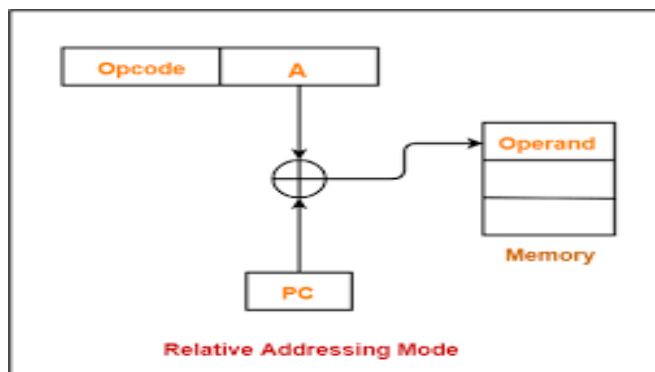 Opcode A
Operand
Memory
PC
Relative Addressing Mode